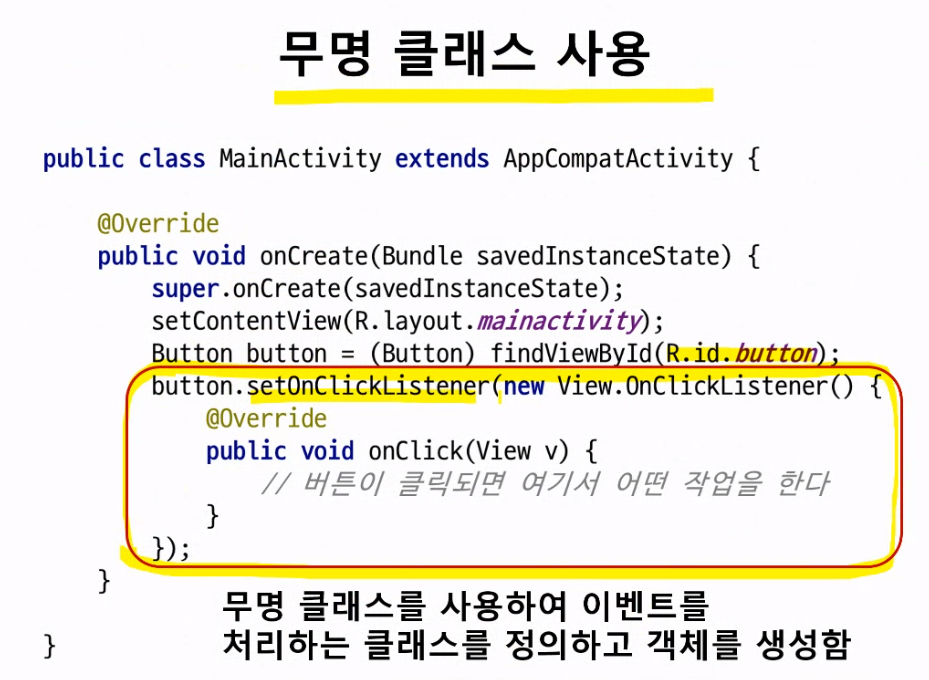 무명 클래스 사용
public class MainActivity extends AppCompatActivity {
@Override
public void onCreate(Bundle savedInstanceState) {
super.onCreate(savedInstanceState);
setContentView(R.layout.mainactivity);
Button button = (Button) findViewById(R.id.button);
button.setOnClickListener(new View.OnClickListener() {
@Override
public void onClick(View v) {
// 버튼이 클릭되면 여기서 어떤 작업을 한다
}
});
}
무명 클래스를 사용하여 이벤트를
처리하는 클래스를 정의하고 객체를 생성함
}